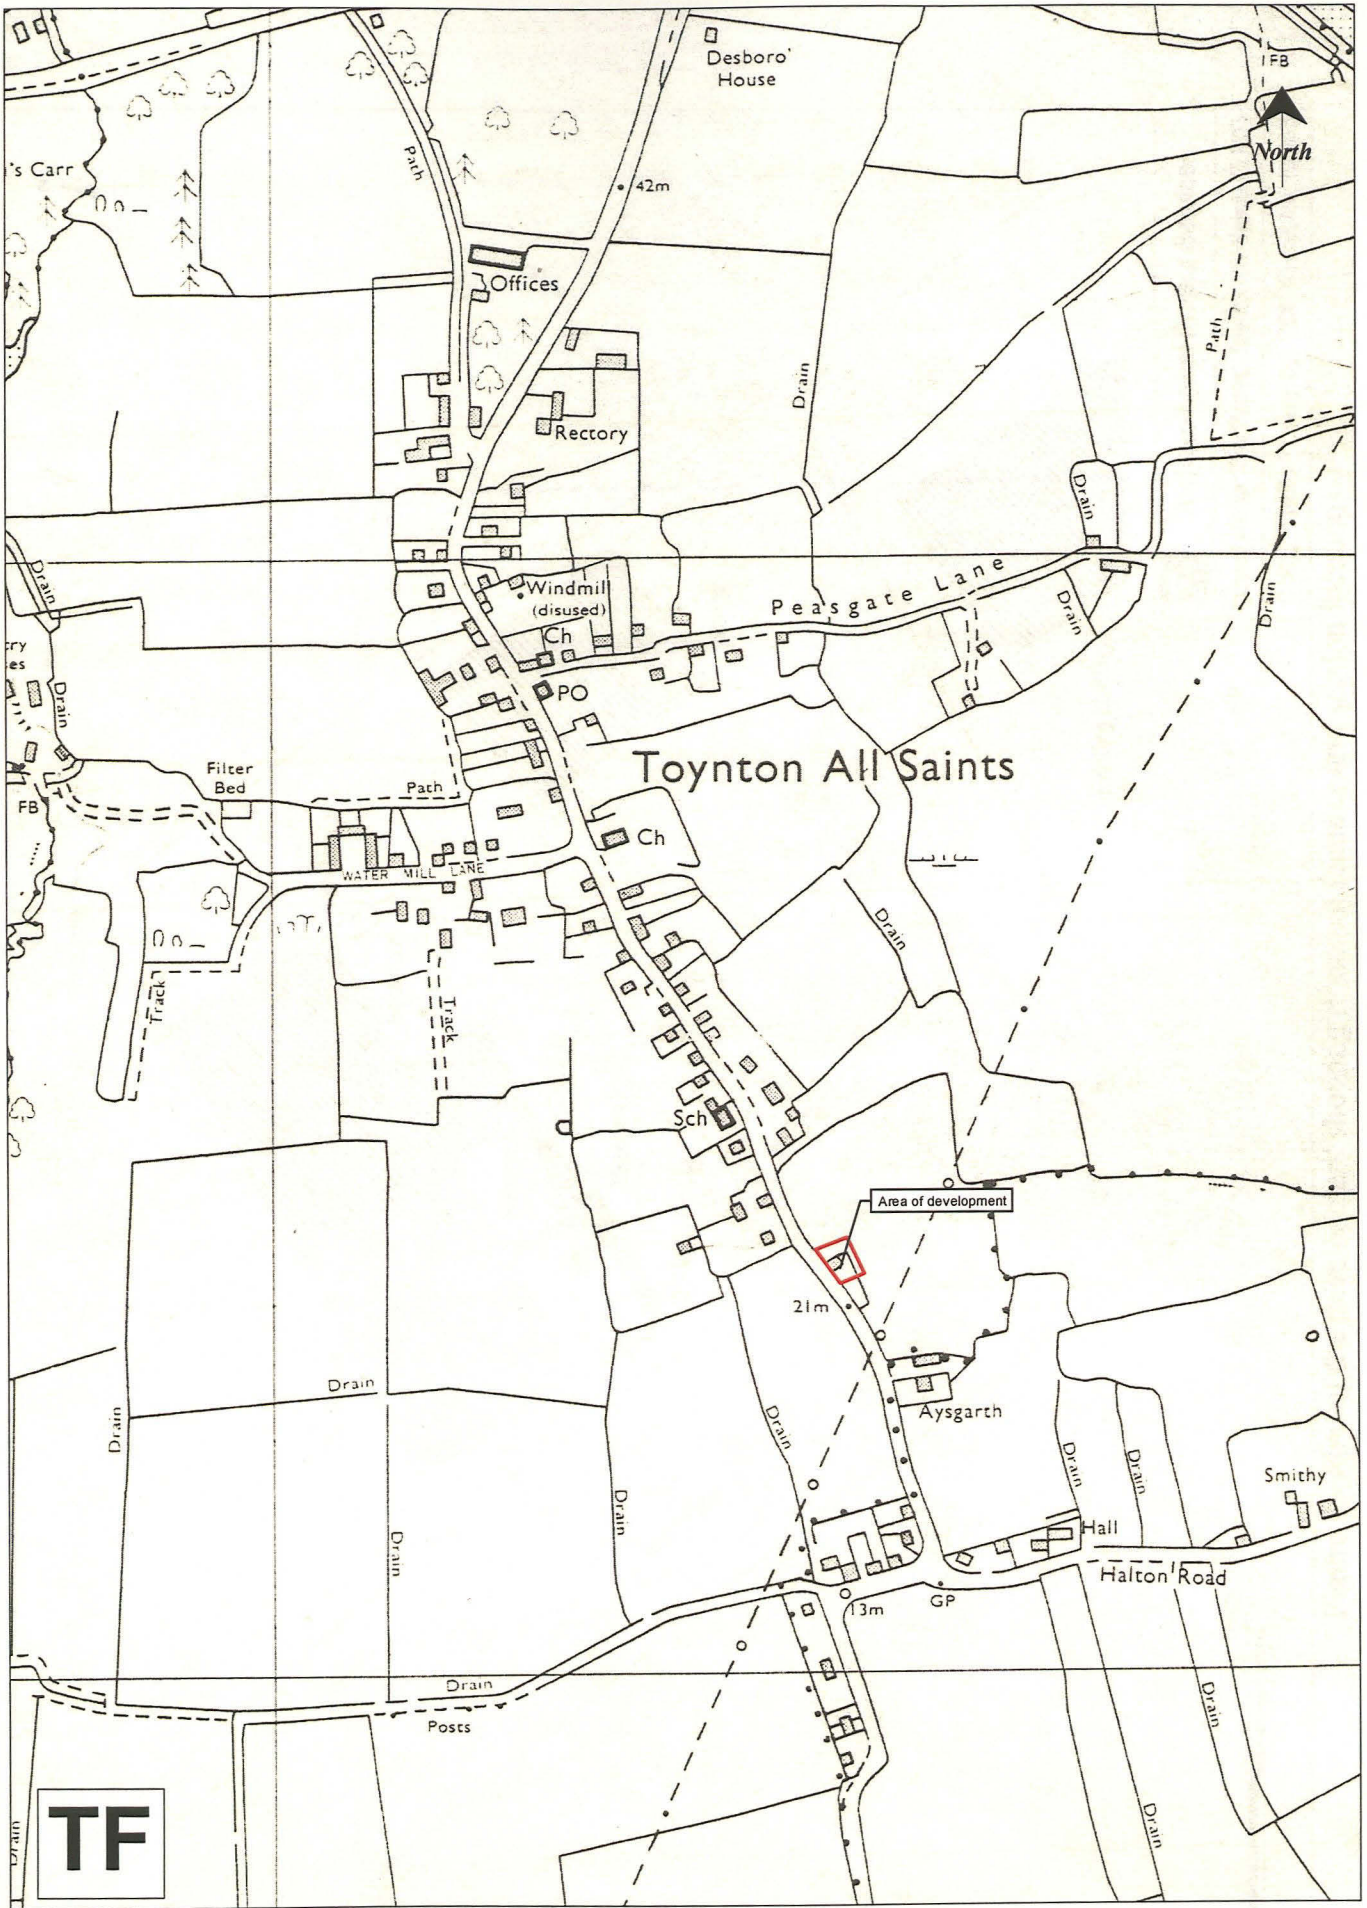 Desboro'
House
FB
North
's Carr
Path
42m
Offices
Path
Drain
Rectory
Drain
Drain
Windmill
(disused)
Peasgate Lane
Drain
Drain
Ch
PO
Drain
Toynton All Saints
Filter
Bed
Path
FB
Ch
WATER MILL LANE
Drain
Track
Track
Sch
Area of development
21m
Drain
Aysgarth
Drain
Drain
Drain
Drain
Smithy
Drain
Drain
Hall
Halton Road
13m
GP
Drain
Posts
Drain
Drain
Drain
TF